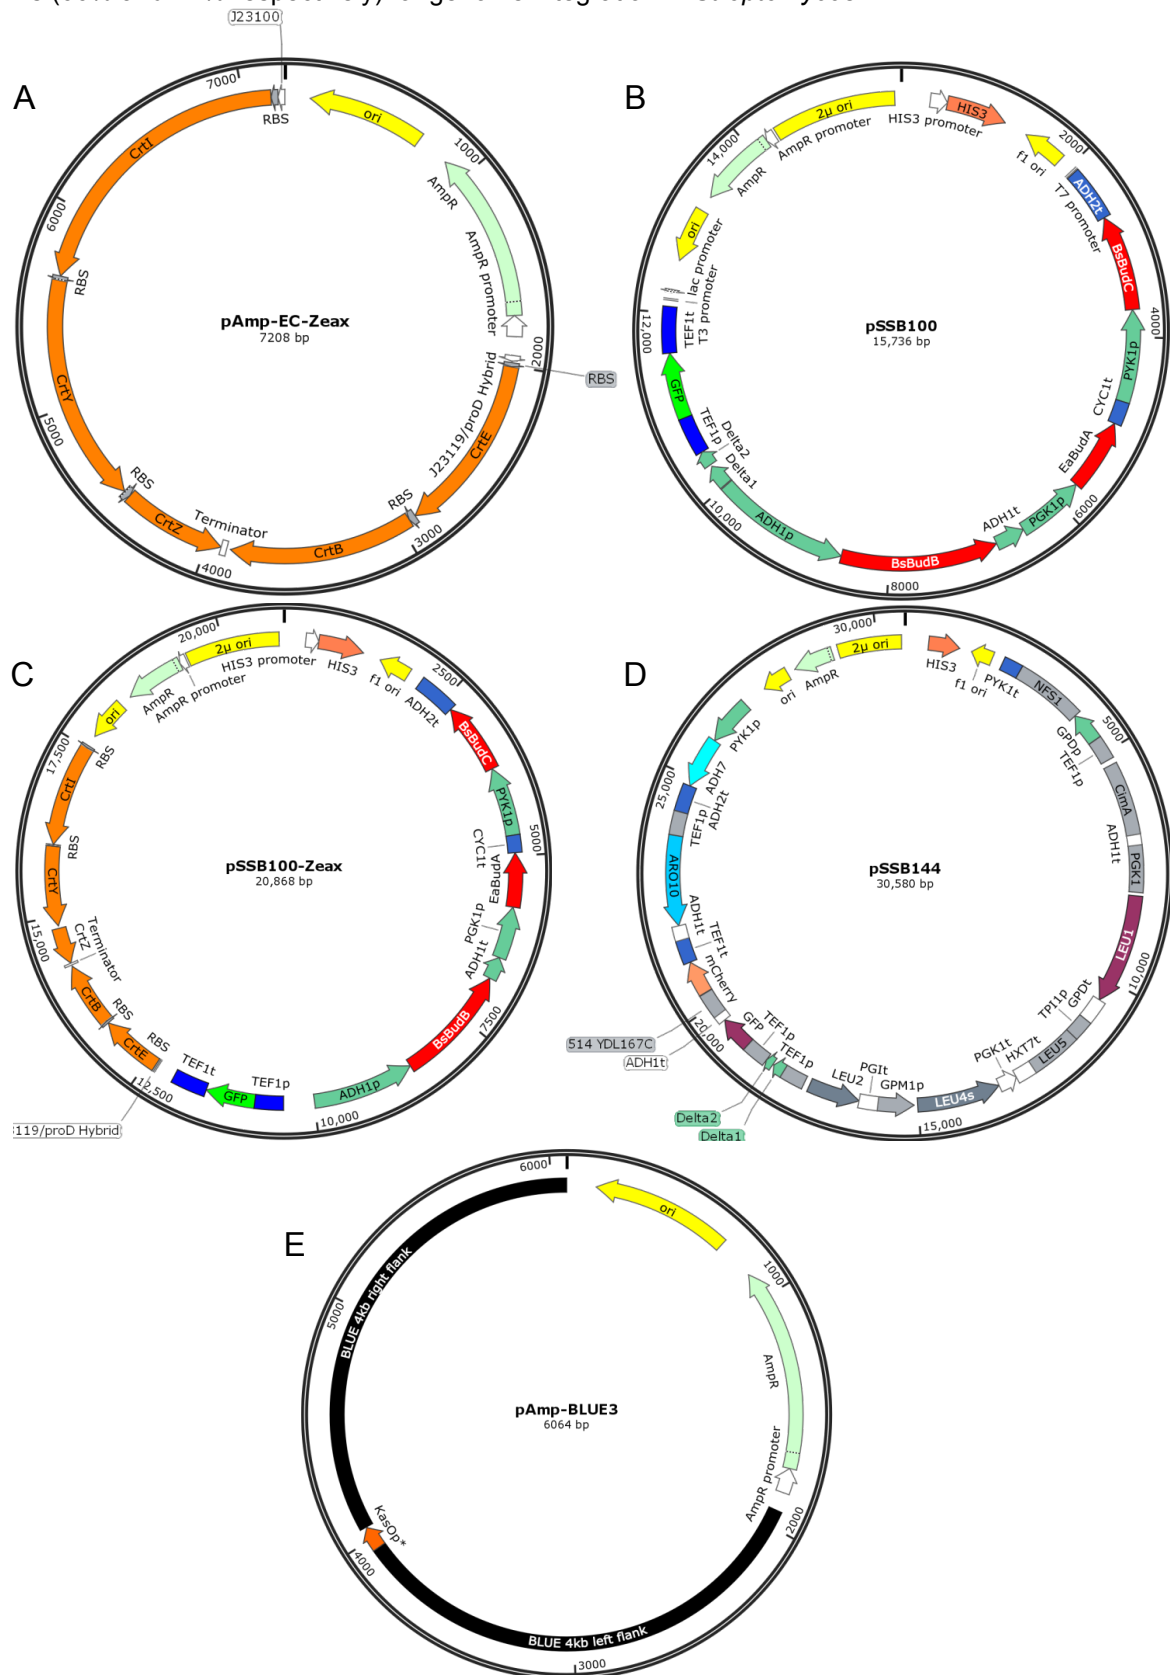 J23100
A
7000
RBS
ori
1000
AmpR
AmpR promoter
2000
J23119/proD Hybrid
RBS
CrtE
RBS
3000
CrtB
Terminator
4000
CrtZ
RBS
5000
CrtY
RBS
6000
CrtI
pAmp-EC-Zeax
7208 bp
B
2µ ori
AmpR promoter
HIS3 promoter
HIS3
f1 ori
2000
ADH2t
T7 promoter
BsBudC
4000
PYK1p
CYC1t
EaBudA
6000
PGK1p
ADH1t
BsBudB
8000
ADH1p
10,000
Delta1
Delta2
TEF1p
GFP
TEF1t
12,000
T3 promoter
lac promoter
ori
AmpR
14,000
pSSB100
15,736 bp
C
20,000
2µ ori
HIS3 promoter
HIS3
f1 ori
2500
ADH2t
BsBudC
PYK1p
5000
CYC1t
EaBudA
PGK1p
ADH1t
7500
BsBudB
ADH1p
10,000
TEF1p
GFP
TEF1t
12,500
119/proD Hybrid
RBS
CrtE
RBS
CrtB
Terminator
CrtZ
15,000
CrtY
RBS
CrtI
RBS
17,500
ori
AmpR
AmpR promoter
pSSB100-Zeax
20,868 bp
D
30,000
2µ ori
HIS3
f1 ori
PYK1t
NFS1
5000
GPDp
TEF1p
CimA
ADH1t
PGK1
LEU1
10,000
GPDt
TPI1p
LEU5
HXT7t
PGK1t
LEU4s
15,000
GPM1p
PGIt
LEU2
TEF1p
Delta1
Delta2
TEF1p
GFP
20,000
ADH1t
514 YDL167C
mCherry
TEF1t
ADH1t
ARO10
TEF1p
ADH2t
25,000
ADH7
PYK1p
ori
AmpR
pSSB144
30,580 bp
E
6000
ori
1000
AmpR
AmpR promoter
2000
BLUE 4kb left flank
3000
4000
KasOp*
BLUE 4kb right flank
5000
pAmp-BLUE3
6064 bp